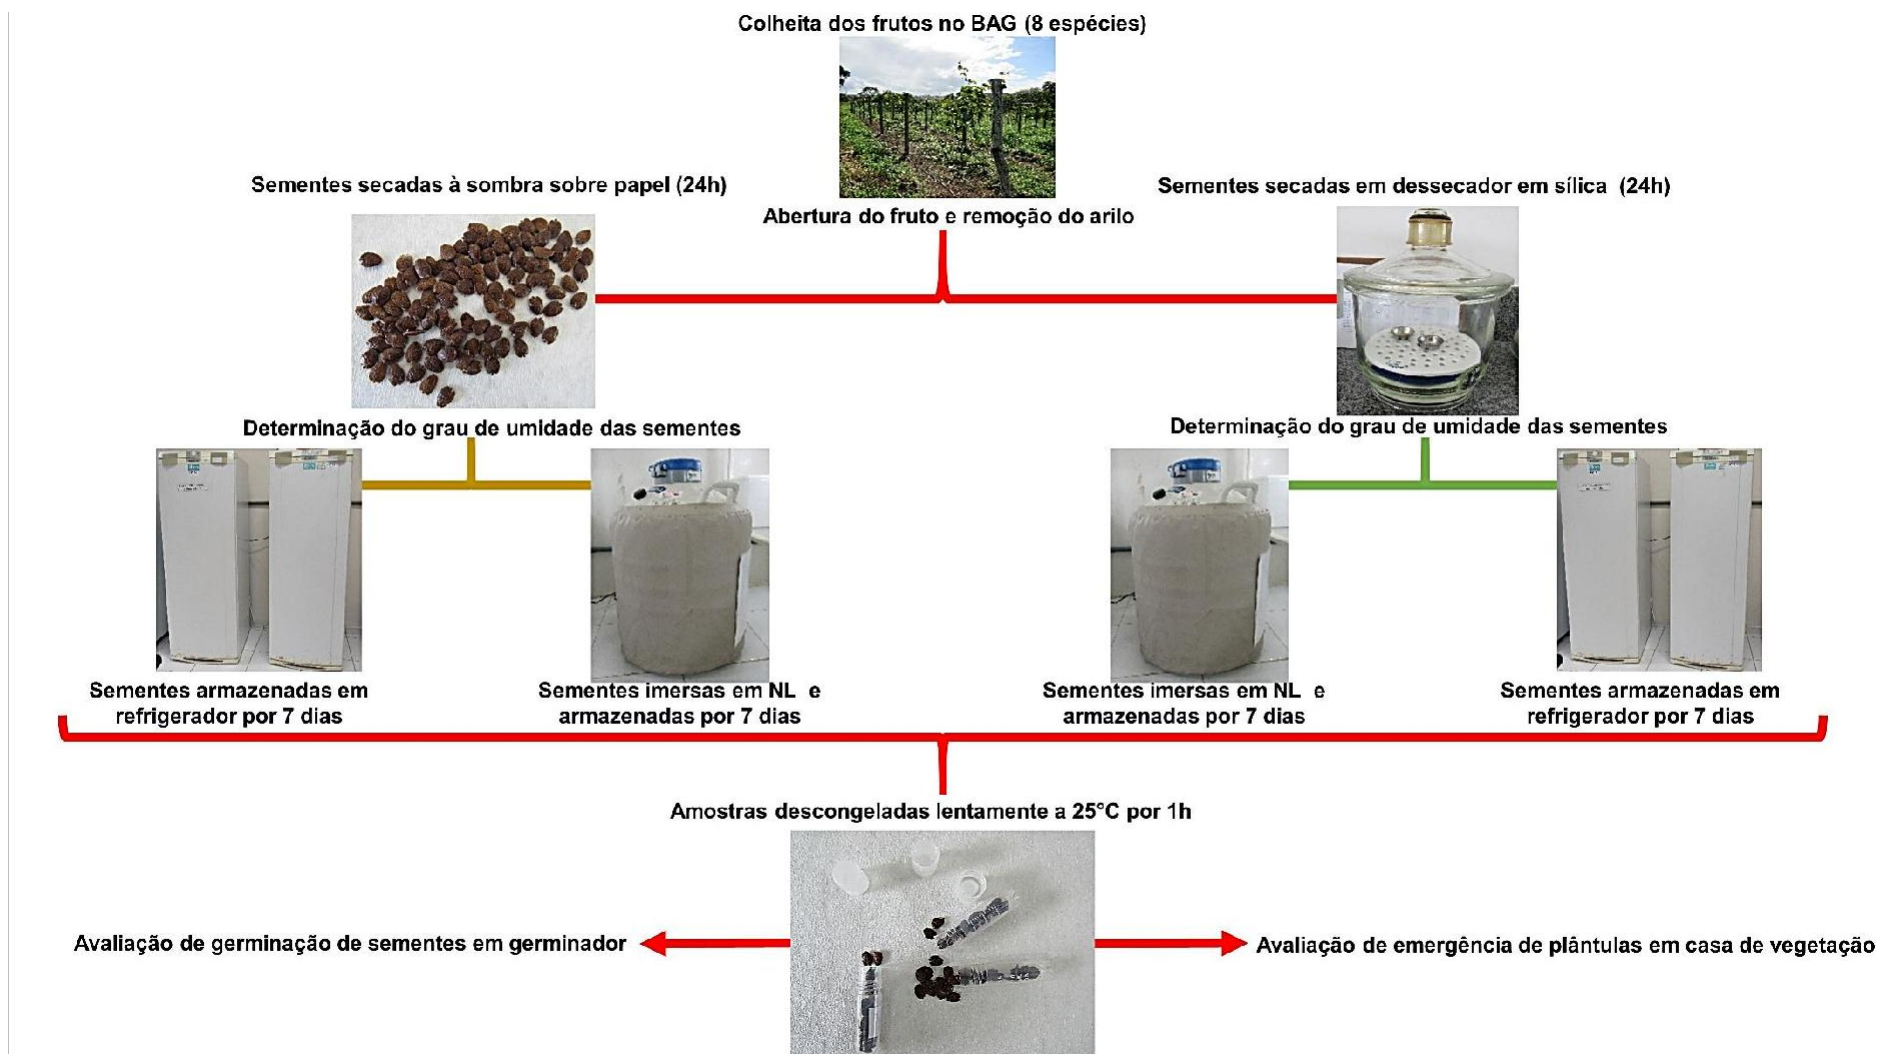 Colheita dos frutos no BAG (8 espécies)
Sementes secadas à sombra sobre papel (24h)
Sementes secadas em dessecador em sílica (24h)
Abertura do fruto e remoção do arilo
Determinação do grau de umidade das sementes
Determinação do grau de umidade das sementes
Sementes armazenadas em
refrigerador por 7 dias
Sementes imersas em NL e
armazenadas por 7 dias
Sementes imersas em NL e
armazenadas por 7 dias
Sementes armazenadas em
refrigerador por 7 dias
Amostras descongeladas lentamente a 25°C por 1h
Avaliação de germinação de sementes em germinador
Avaliação de emergência de plântulas em casa de vegetação